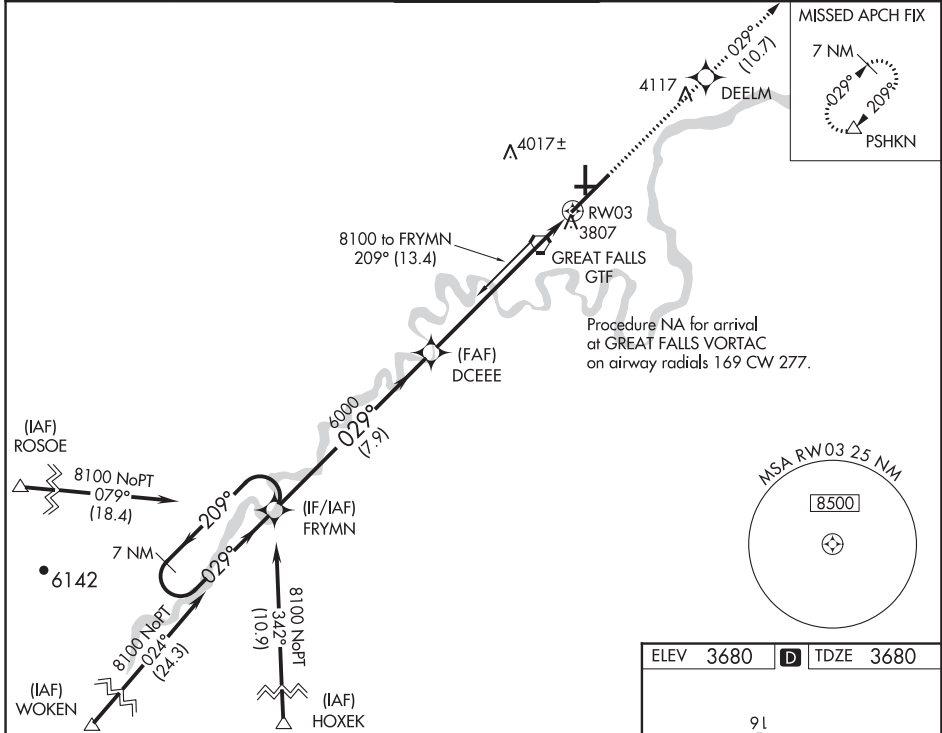 MISSED APCH FIX
7 NM
029°
209°
PSHKN
029°
(10.7)
4117
DEELM
4017±
RW03
3807
8100 to FRYMN
209° (13.4)
GREAT FALLS
GTF
Procedure NA for arrival
at GREAT FALLS VORTAC
on airway radials 169 CW 277.
(FAF)
DCEEE
6000
029°
(7.9)
(IAF)
ROSOE
8100 NoPT
079°
(18.4)
209°
(IF/IAF)
FRYMN
7 NM
029°
6142
8100 NoPT
024°
(24.3)
8100 NoPT
342°
(10.9)
(IAF)
WOKEN
(IAF)
HOXEK
MSA RW03 25 NM
8500
ELEV 3680 D TDZE 3680
91